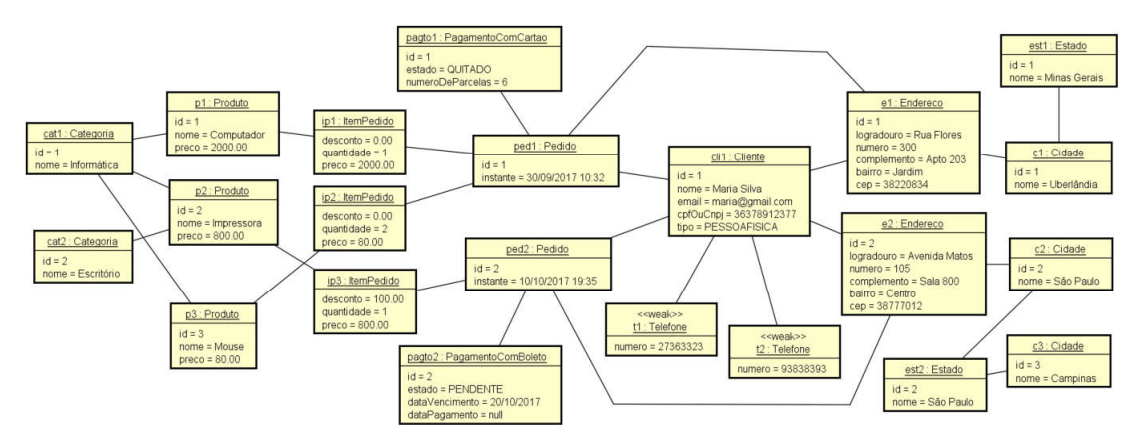 pagto1 : PagamentoComCartao
id = 1
estado = QUITADO
numeroDeParcelas = 6
est1 : Estado
id = 1
nome = Minas Gerais
p1 : Produto
id = 1
nome = Computador
preco = 2000.00
cat1 : Categoria
id = 1
nome = Informática
ip1 : ItemPedido
desconto = 0.00
quantidade = 1
preco = 2000.00
ped1 : Pedido
id = 1
instante = 30/09/2017 10:32
e1 : Endereco
id = 1
logradouro = Rua Flores
numero = 300
complemento = Apto 203
bairro = Jardim
cep = 38220834
c1 : Cidade
id = 1
nome = Uberlândia
cli1 : Cliente
id = 1
nome = Maria Silva
email = maria@gmail.com
cpfOuCnpj = 36378912377
tipo = PESSOAFISICA
p2 : Produto
id = 2
nome = Impressora
preco = 800.00
ip2 : ItemPedido
desconto = 0.00
quantidade = 2
preco = 80.00
cat2 : Categoria
id = 2
nome = Escritório
ped2 : Pedido
id = 2
instante = 10/10/2017 19:35
e2 : Endereco
id = 2
logradouro = Avenida Matos
numero = 105
complemento = Sala 800
bairro = Centro
cep = 38777012
c2 : Cidade
id = 2
nome = São Paulo
ip3 : ItemPedido
desconto = 100.00
quantidade = 1
preco = 800.00
p3 : Produto
id = 3
nome = Mouse
preco = 80.00
<<weak>>
t1 : Telefone
numero = 27363323
<<weak>>
t2 : Telefone
numero = 93838393
pagto2 : PagamentoComBoleto
id = 2
estado = PENDENTE
dataVencimento = 20/10/2017
dataPagamento = null
est2 : Estado
id = 2
nome = São Paulo
c3 : Cidade
id = 3
nome = Campinas